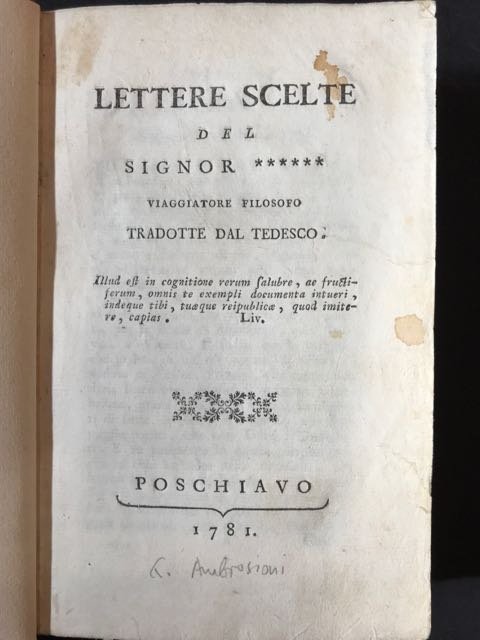 LETTERE SCELTE
DEL
SIGNOR ******
VIAGGIATORE FILOSOFO
TRADOTTE DAL TEDESCO.
Illud eſt in cognitione rerum ſalubre, ac fructi-
ferum, omnis te exempli documenta intueri,
indeque tibi, tuæque reipublicæ, quod imite-
re, capias. Liv.
POSCHIAVO
1781.
G. Ambrosioni